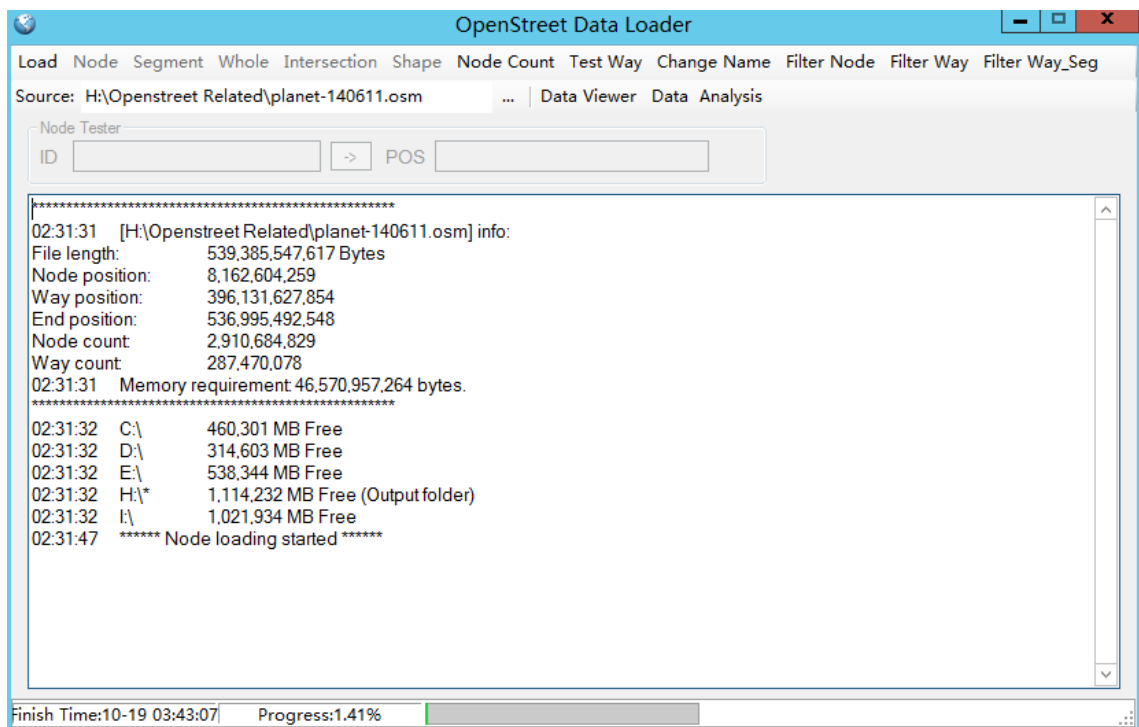 OpenStreet Data Loader
Load Node Segment Whole Intersection Shape Node Count Test Way Change Name Filter Node Filter Way Filter Way_Seg
Source: H:\Openstreet Related\planet-140611.osm ... Data Viewer Data Analysis
Node Tester
ID -> POS
*****************************************************
02:31:31 [H:\Openstreet Related\planet-140611.osm] info:
File length: 539,385,547,617 Bytes
Node position: 8,162,604,259
Way position: 396,131,627,854
End position: 536,995,492,548
Node count: 2,910,684,829
Way count: 287,470,078
02:31:31 Memory requirement: 46,570,957,264 bytes.
*****************************************************
02:31:32 C:\ 460,301 MB Free
02:31:32 D:\ 314,603 MB Free
02:31:32 E:\ 538,344 MB Free
02:31:32 H:\* 1,114,232 MB Free (Output folder)
02:31:32 I:\ 1,021,934 MB Free
02:31:47 ****** Node loading started ******
Finish Time:10-19 03:43:07 Progress:1.41%